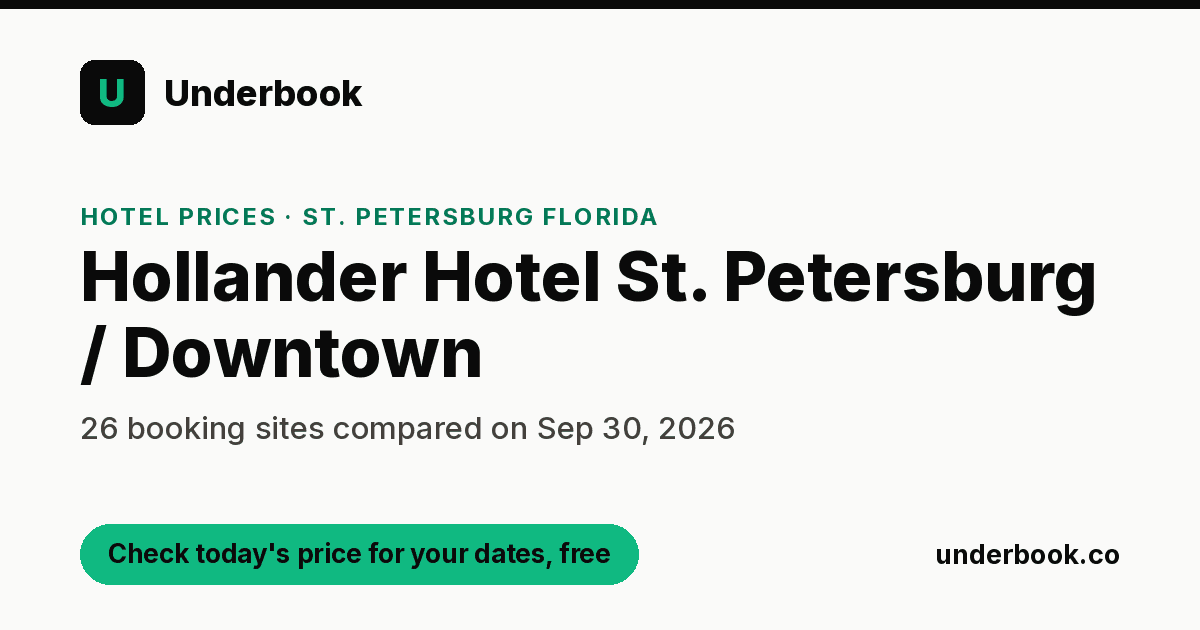 U
Underbook
HOTEL PRICES · ST. PETERSBURG FLORIDA
Hollander Hotel St. Petersburg
/ Downtown
26 booking sites compared on Sep 30, 2026
Check today's price for your dates, free
underbook.co